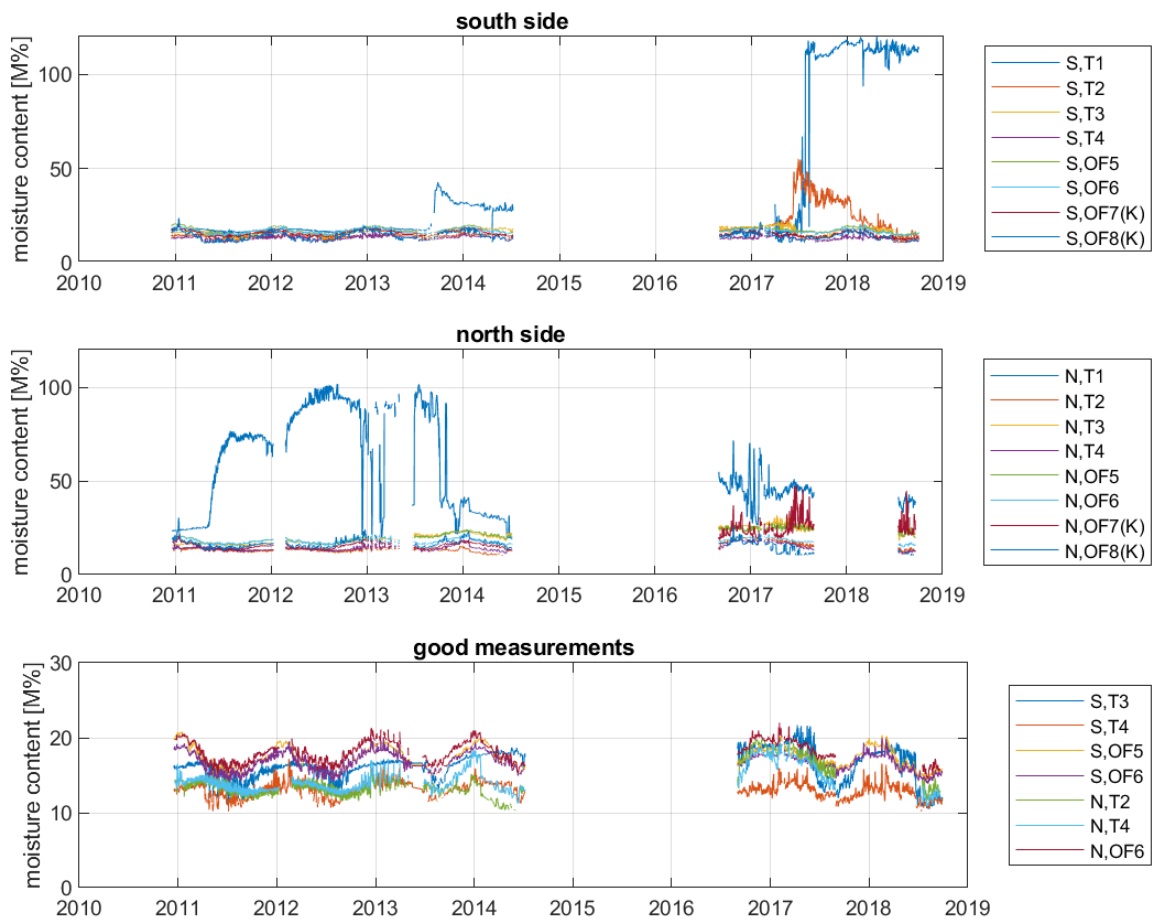 south side
moisture content [M%]
100
50
0
2010 2011 2012 2013 2014 2015 2016 2017 2018 2019
S,T1
S,T2
S,T3
S,T4
S,OF5
S,OF6
S,OF7(K)
S,OF8(K)
north side
moisture content [M%]
100
50
0
2010 2011 2012 2013 2014 2015 2016 2017 2018 2019
N,T1
N,T2
N,T3
N,T4
N,OF5
N,OF6
N,OF7(K)
N,OF8(K)
good measurements
moisture content [M%]
30
20
10
0
2010 2011 2012 2013 2014 2015 2016 2017 2018 2019
S,T3
S,T4
S,OF5
S,OF6
N,T2
N,T4
N,OF6